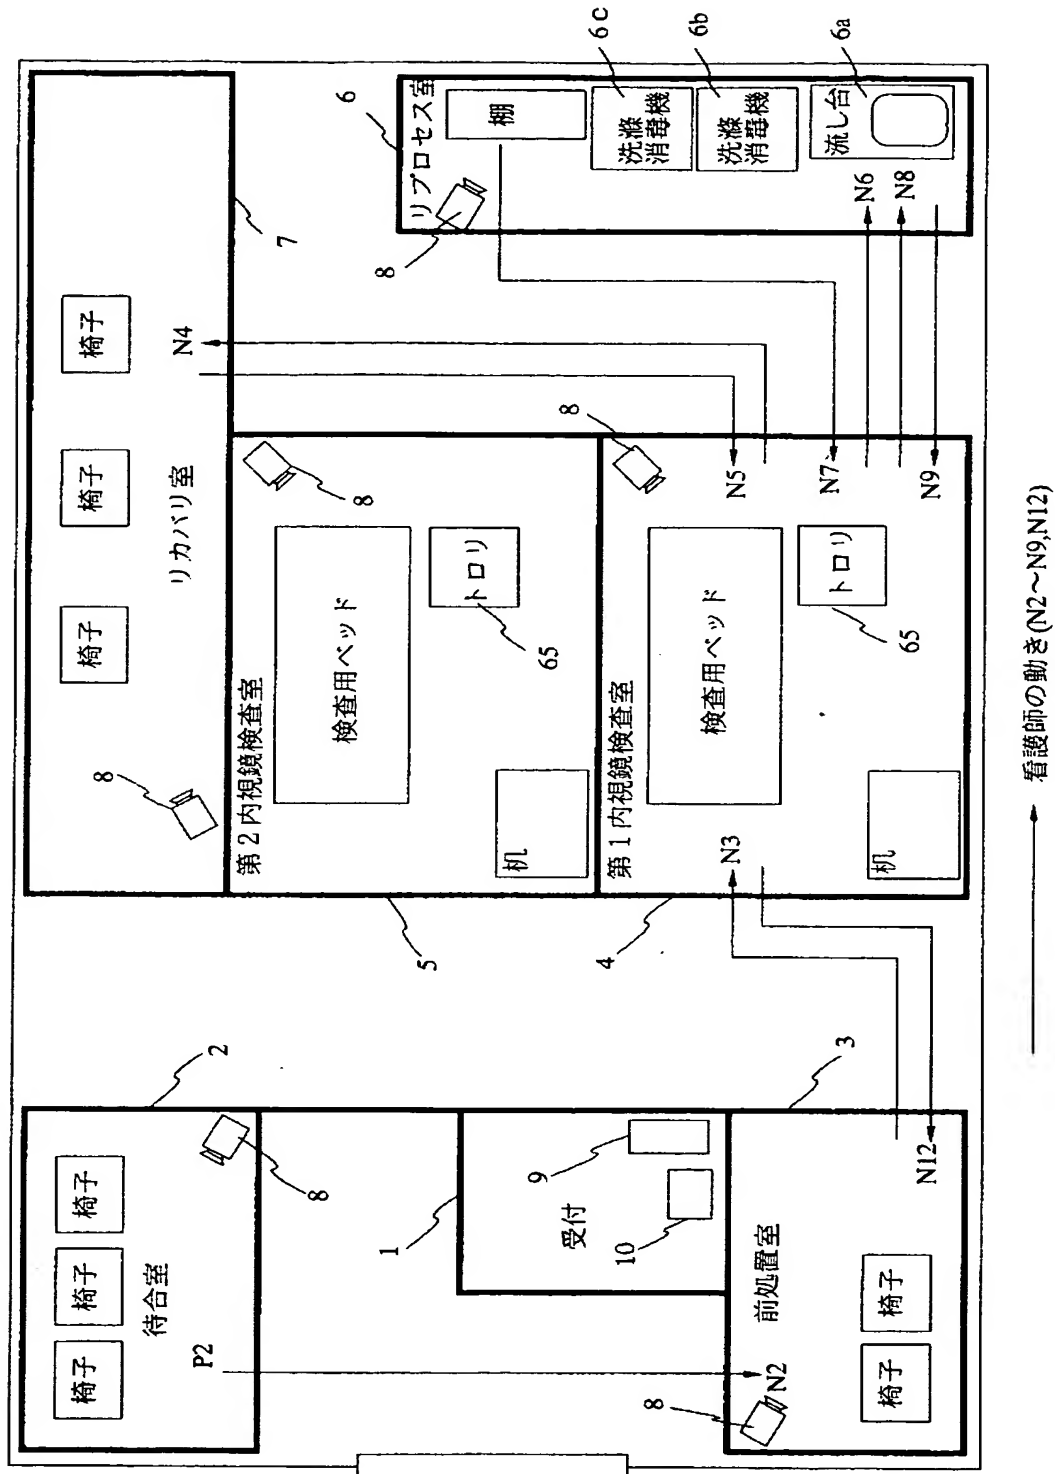 椅子
椅子
椅子
待合室
P2
2
8
1
受付
9
10
前処置室
N2
8
椅子
椅子
N12
3
8
椅子
椅子
椅子
リカバリ室
N4
7
第2内視鏡検査室
検査用ベッド
トロリ
65
机
8
5
第1内視鏡検査室
検査用ベッド
トロリ
65
机
8
N3
N5
N7
N9
4
6
リプロセス室
棚
洗滌
消毒機
洗滌
消毒機
流し台
6c
6b
6a
8
N6
N8
看護師の動き(N2〜N9,N12)